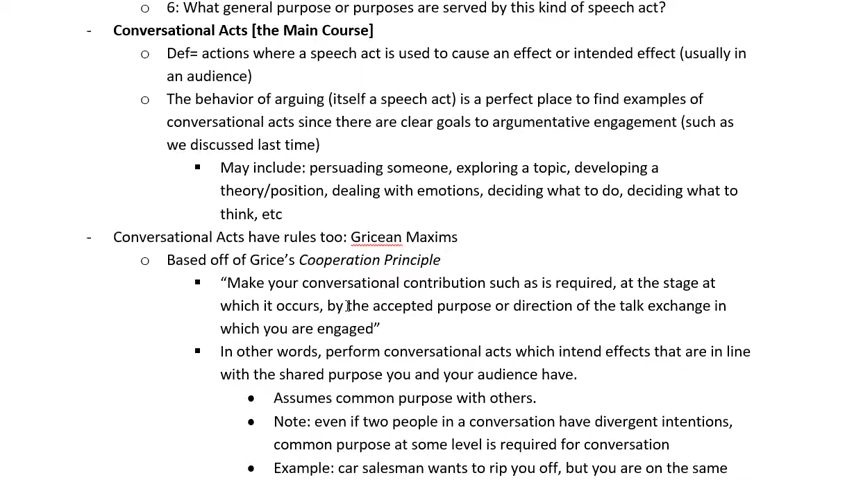 o 6: What general purpose or purposes are served by this kind of speech act?
- Conversational Acts [the Main Course]
o Def= actions where a speech act is used to cause an effect or intended effect (usually in
an audience)
o The behavior of arguing (itself a speech act) is a perfect place to find examples of
conversational acts since there are clear goals to argumentative engagement (such as
we discussed last time)
▪ May include: persuading someone, exploring a topic, developing a
theory/position, dealing with emotions, deciding what to do, deciding what to
think, etc
- Conversational Acts have rules too: Gricean Maxims
o Based off of Grice’s Cooperation Principle
▪ “Make your conversational contribution such as is required, at the stage at
which it occurs, by the accepted purpose or direction of the talk exchange in
which you are engaged”
▪ In other words, perform conversational acts which intend effects that are in line
with the shared purpose you and your audience have.
• Assumes common purpose with others.
• Note: even if two people in a conversation have divergent intentions,
common purpose at some level is required for conversation
• Example: car salesman wants to rip you off, but you are on the same